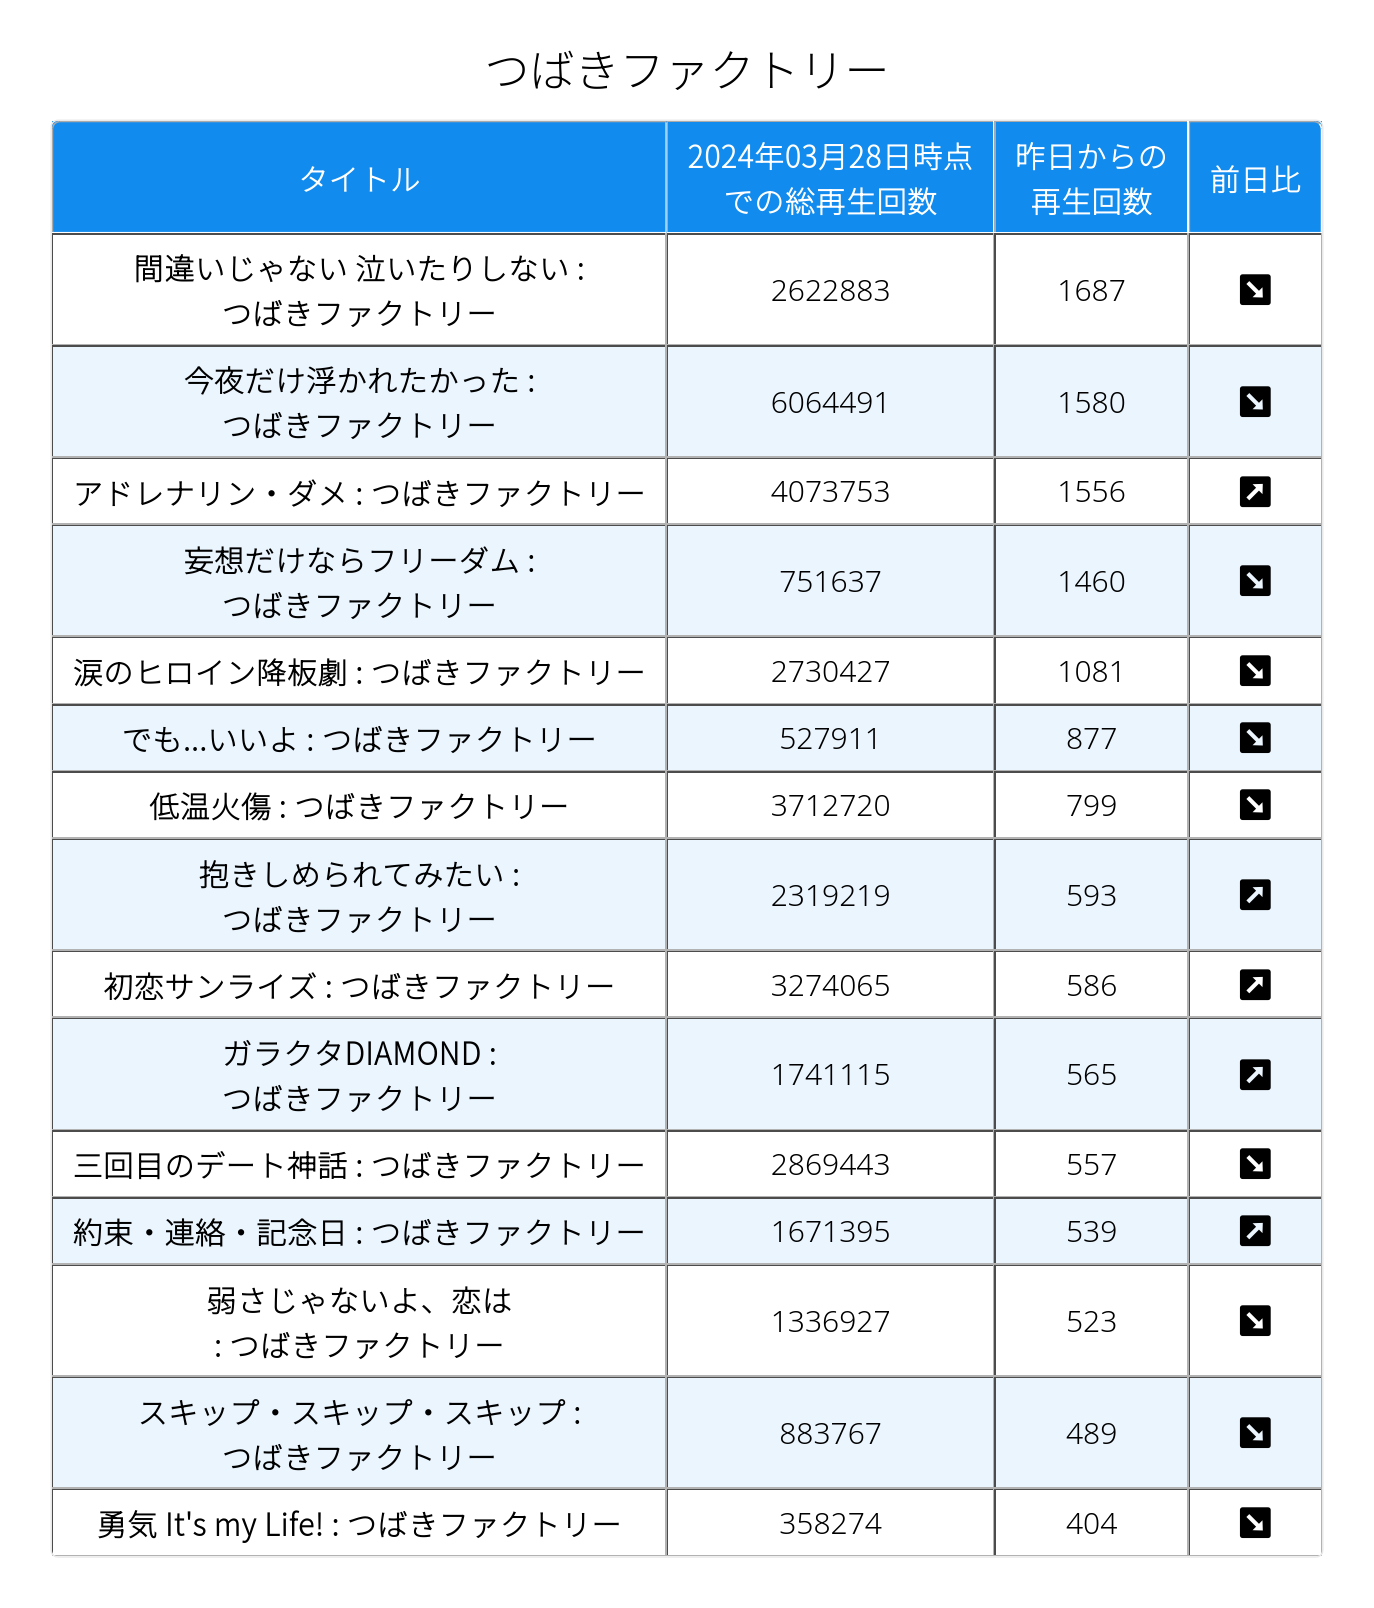 つばきファクトリー
タイトル
2024年03月28日時点
での総再生回数
昨日からの
再生回数
前日比
間違いじゃない 泣いたりしない :
つばきファクトリー
2622883
1687
今夜だけ浮かれたかった :
つばきファクトリー
6064491
1580
アドレナリン・ダメ : つばきファクトリー
4073753
1556
妄想だけならフリーダム :
つばきファクトリー
751637
1460
涙のヒロイン降板劇 : つばきファクトリー
2730427
1081
でも...いいよ : つばきファクトリー
527911
877
低温火傷 : つばきファクトリー
3712720
799
抱きしめられてみたい :
つばきファクトリー
2319219
593
初恋サンライズ : つばきファクトリー
3274065
586
ガラクタDIAMOND :
つばきファクトリー
1741115
565
三回目のデート神話 : つばきファクトリー
2869443
557
約束・連絡・記念日 : つばきファクトリー
1671395
539
弱さじゃないよ、恋は
: つばきファクトリー
1336927
523
スキップ・スキップ・スキップ :
つばきファクトリー
883767
489
勇気 It's my Life! : つばきファクトリー
358274
404